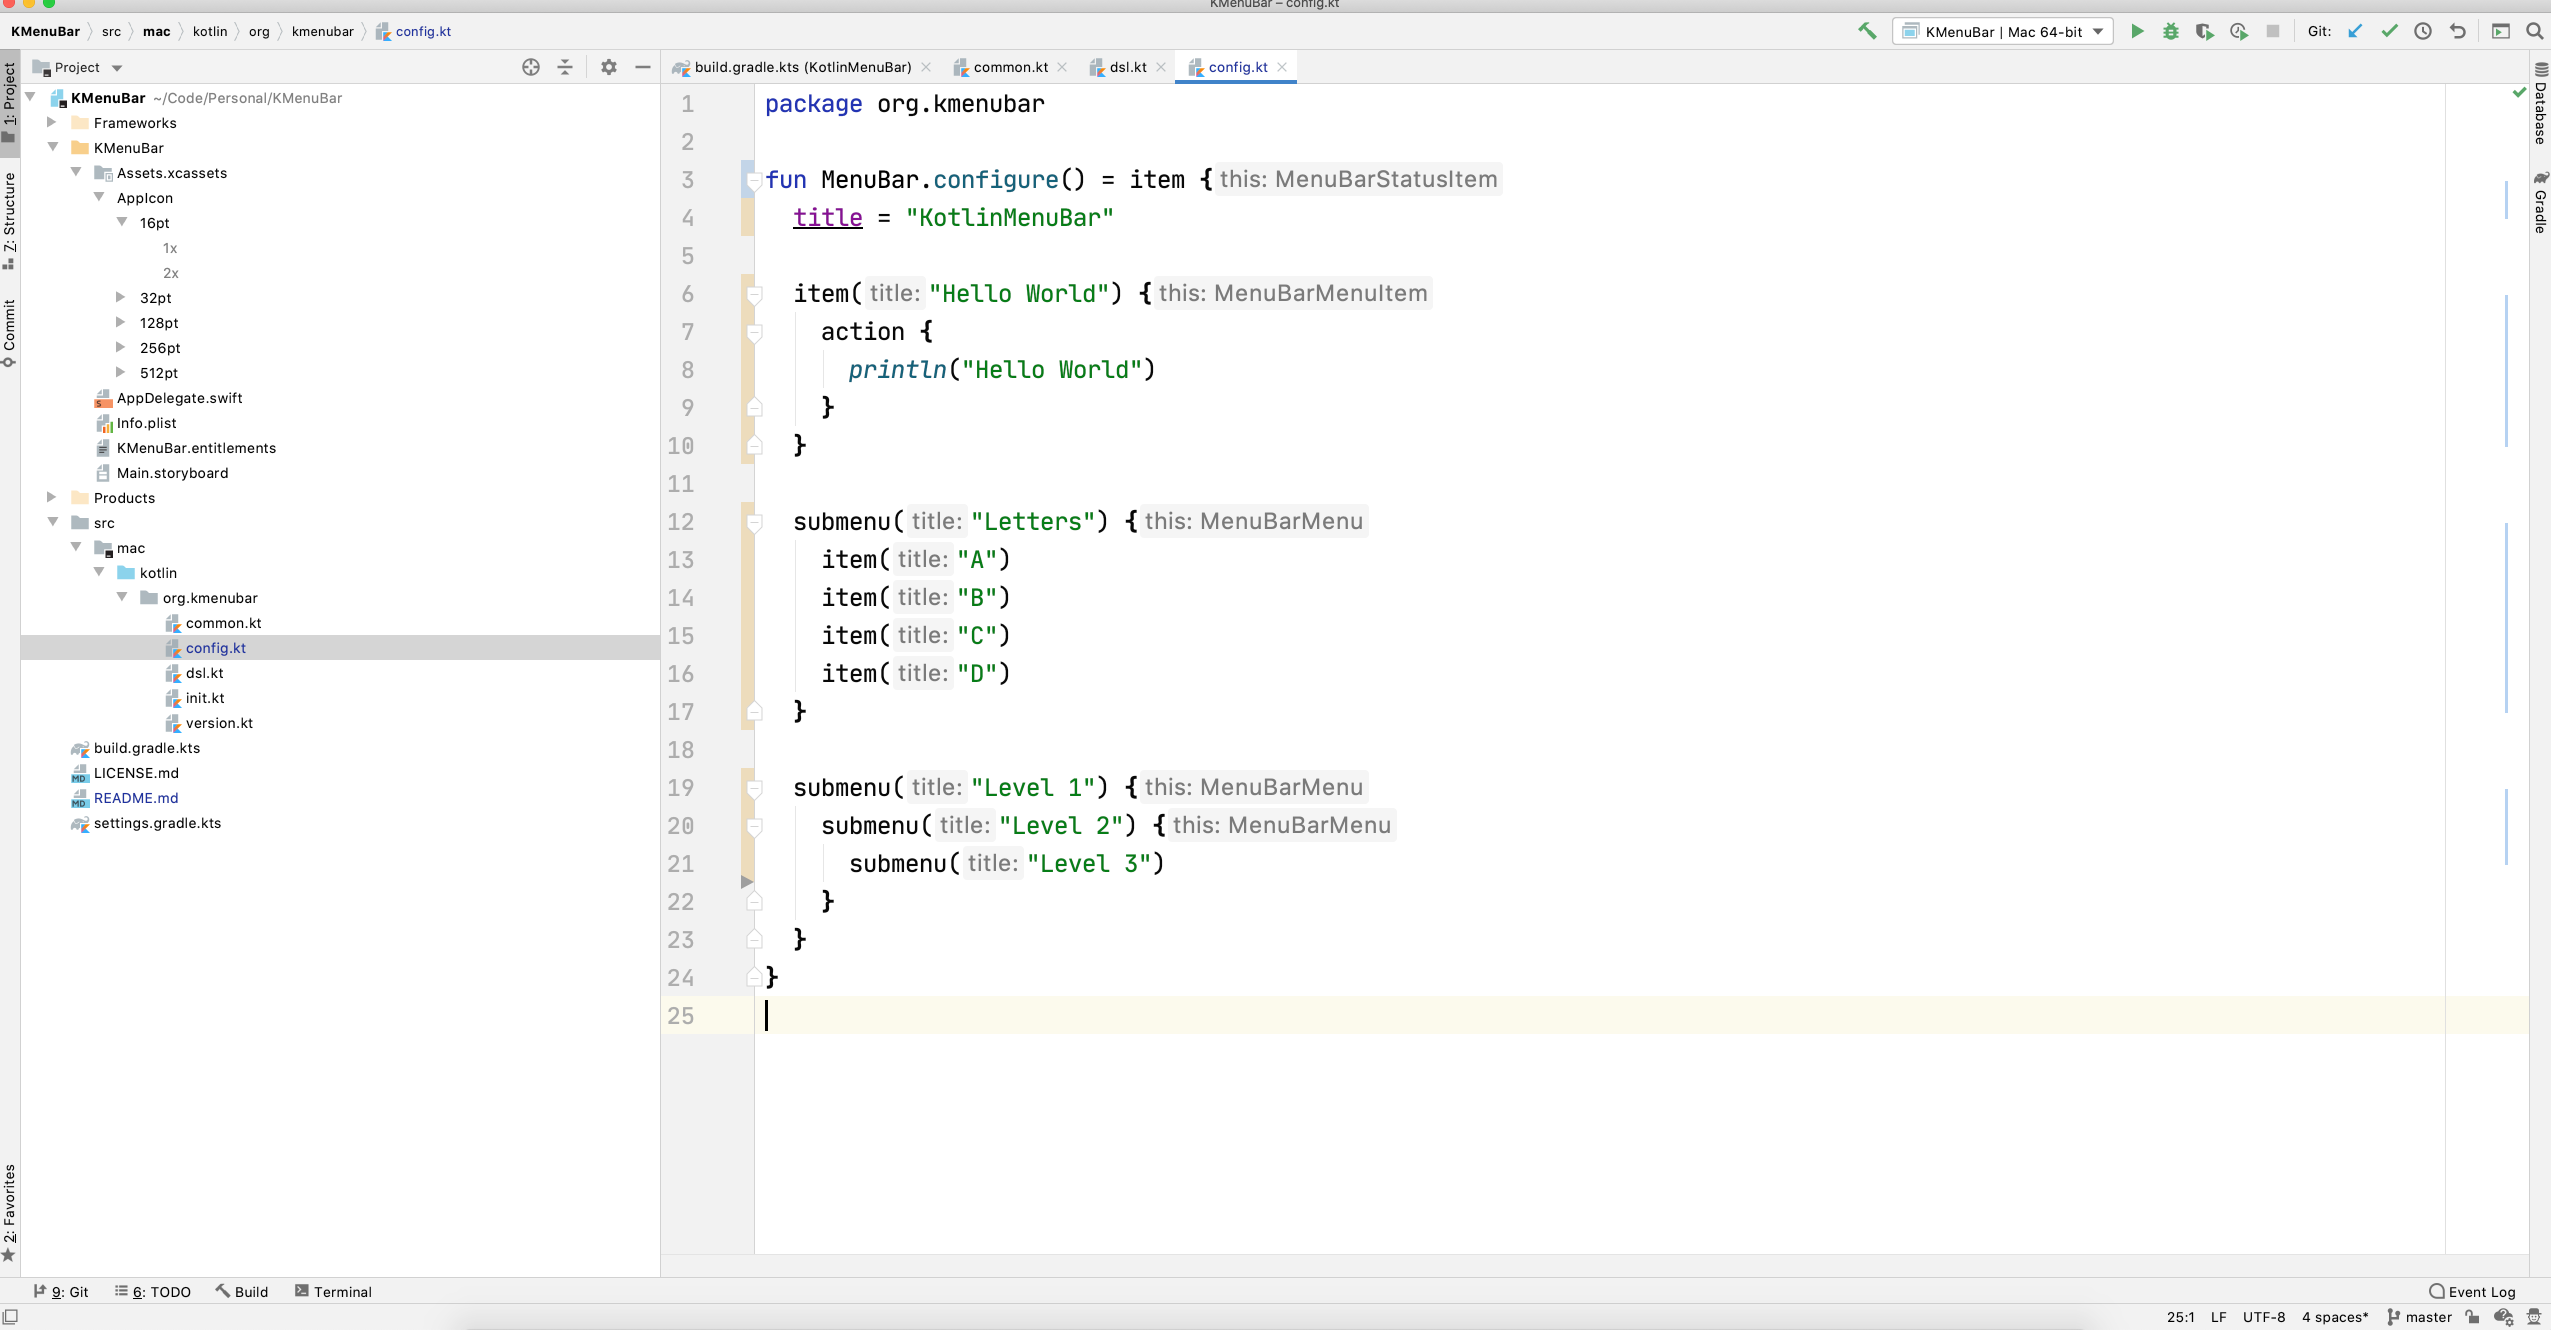 KMenuBar – config.kt
KMenuBar src mac kotlin org kmenubar config.kt
KMenuBar | Mac 64-bit
Git:
1: Project
7: Structure
Commit
2: Favorites
Project
KMenuBar ~/Code/Personal/KMenuBar
Frameworks
KMenuBar
Assets.xcassets
AppIcon
16pt
1x
2x
32pt
128pt
256pt
512pt
AppDelegate.swift
Info.plist
KMenuBar.entitlements
Main.storyboard
Products
src
mac
kotlin
org.kmenubar
common.kt
config.kt
dsl.kt
init.kt
version.kt
build.gradle.kts
LICENSE.md
README.md
settings.gradle.kts
build.gradle.kts (KotlinMenuBar) common.kt dsl.kt config.kt
1 package org.kmenubar
2
3 fun MenuBar.configure() = item { this: MenuBarStatusItem
4 title = "KotlinMenuBar"
5
6 item( title: "Hello World") { this: MenuBarMenuItem
7 action {
8 println("Hello World")
9 }
10 }
11
12 submenu( title: "Letters") { this: MenuBarMenu
13 item( title: "A")
14 item( title: "B")
15 item( title: "C")
16 item( title: "D")
17 }
18
19 submenu( title: "Level 1") { this: MenuBarMenu
20 submenu( title: "Level 2") { this: MenuBarMenu
21 submenu( title: "Level 3")
22 }
23 }
24 }
25
Database
Gradle
9: Git 6: TODO Build Terminal
Event Log
25:1 LF UTF-8 4 spaces* master